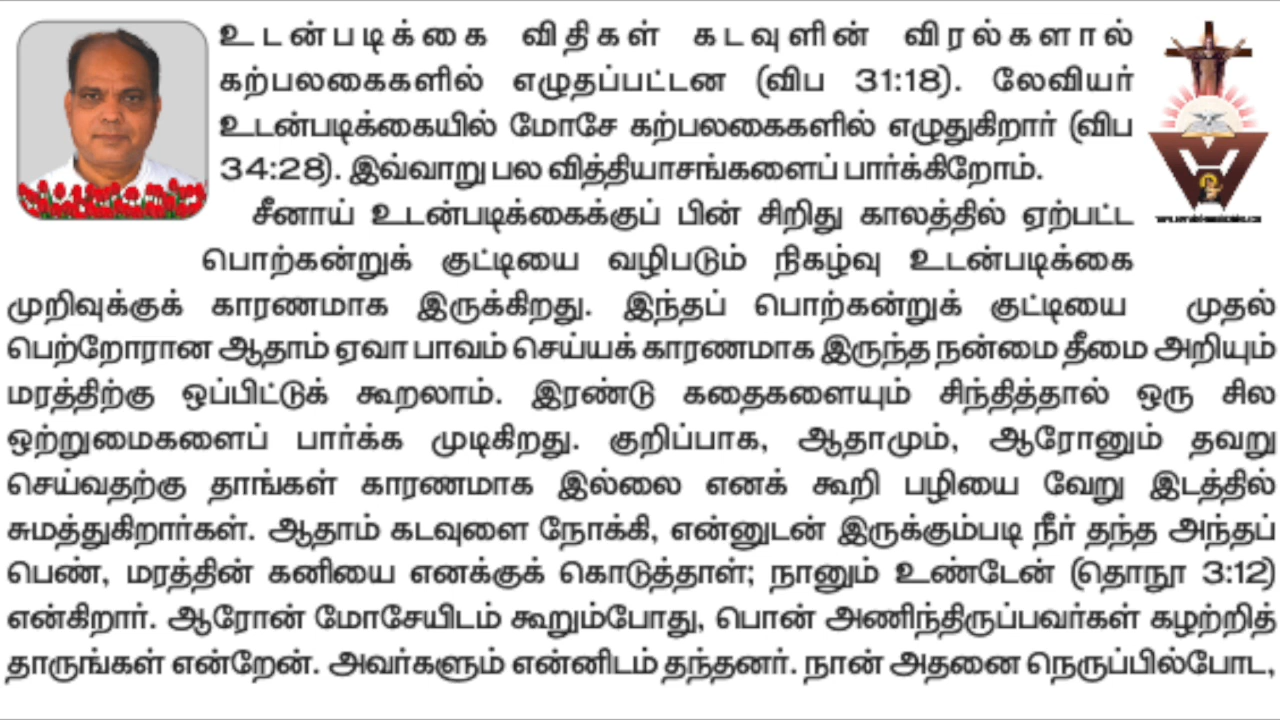 உடன்படிக்கை விதிகள் கடவுளின் விரல்களால்
கற்பலகைகளில் எழுதப்பட்டன (விப 31:18). லேவியர்
உடன்படிக்கையில் மோசே கற்பலகைகளில் எழுதுகிறார் (விப
34:28). இவ்வாறு பல வித்தியாசங்களைப் பார்க்கிறோம்.
சீனாய் உடன்படிக்கைக்குப் பின் சிறிது காலத்தில் ஏற்பட்ட
பொற்கன்றுக் குட்டியை வழிபடும் நிகழ்வு உடன்படிக்கை
முறிவுக்குக் காரணமாக இருக்கிறது. இந்தப் பொற்கன்றுக் குட்டியை முதல்
பெற்றோரான ஆதாம் ஏவா பாவம் செய்யக் காரணமாக இருந்த நன்மை தீமை அறியும்
மரத்திற்கு ஒப்பிட்டுக் கூறலாம். இரண்டு கதைகளையும் சிந்தித்தால் ஒரு சில
ஒற்றுமைகளைப் பார்க்க முடிகிறது. குறிப்பாக, ஆதாமும், ஆரோனும் தவறு
செய்வதற்கு தாங்கள் காரணமாக இல்லை எனக் கூறி பழியை வேறு இடத்தில்
சுமத்துகிறார்கள். ஆதாம் கடவுளை நோக்கி, என்னுடன் இருக்கும்படி நீர் தந்த அந்தப்
பெண், மரத்தின் கனியை எனக்குக் கொடுத்தாள்; நானும் உண்டேன் (தொநூ 3:12)
என்கிறார். ஆரோன் மோசேயிடம் கூறும்போது, பொன் அணிந்திருப்பவர்கள் கழற்றித்
தாருங்கள் என்றேன். அவர்களும் என்னிடம் தந்தனர். நான் அதனை நெருப்பில்போட,